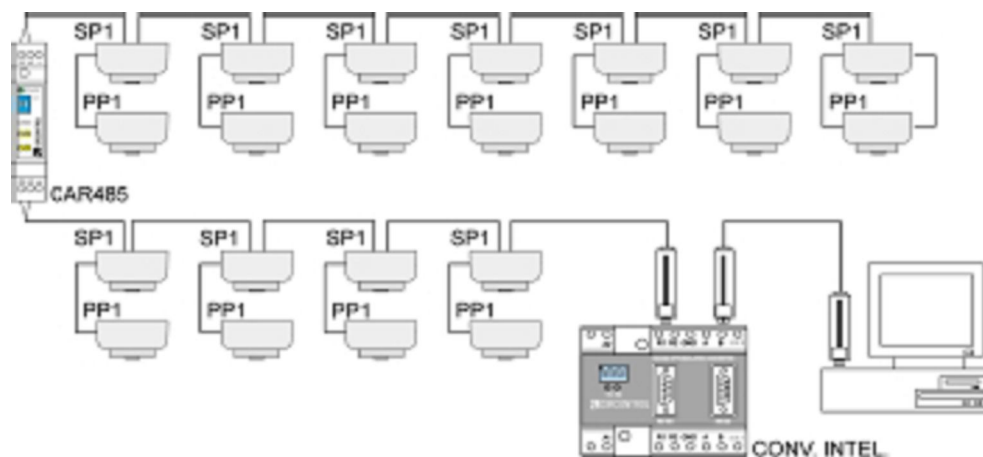 SP1 SP1 SP1 SP1 SP1 SP1 SP1
PP1 PP1 PP1 PP1 PP1 PP1 PP1
CAR485
SP1 SP1 SP1 SP1
PP1 PP1 PP1 PP1
CONV. INTEL.